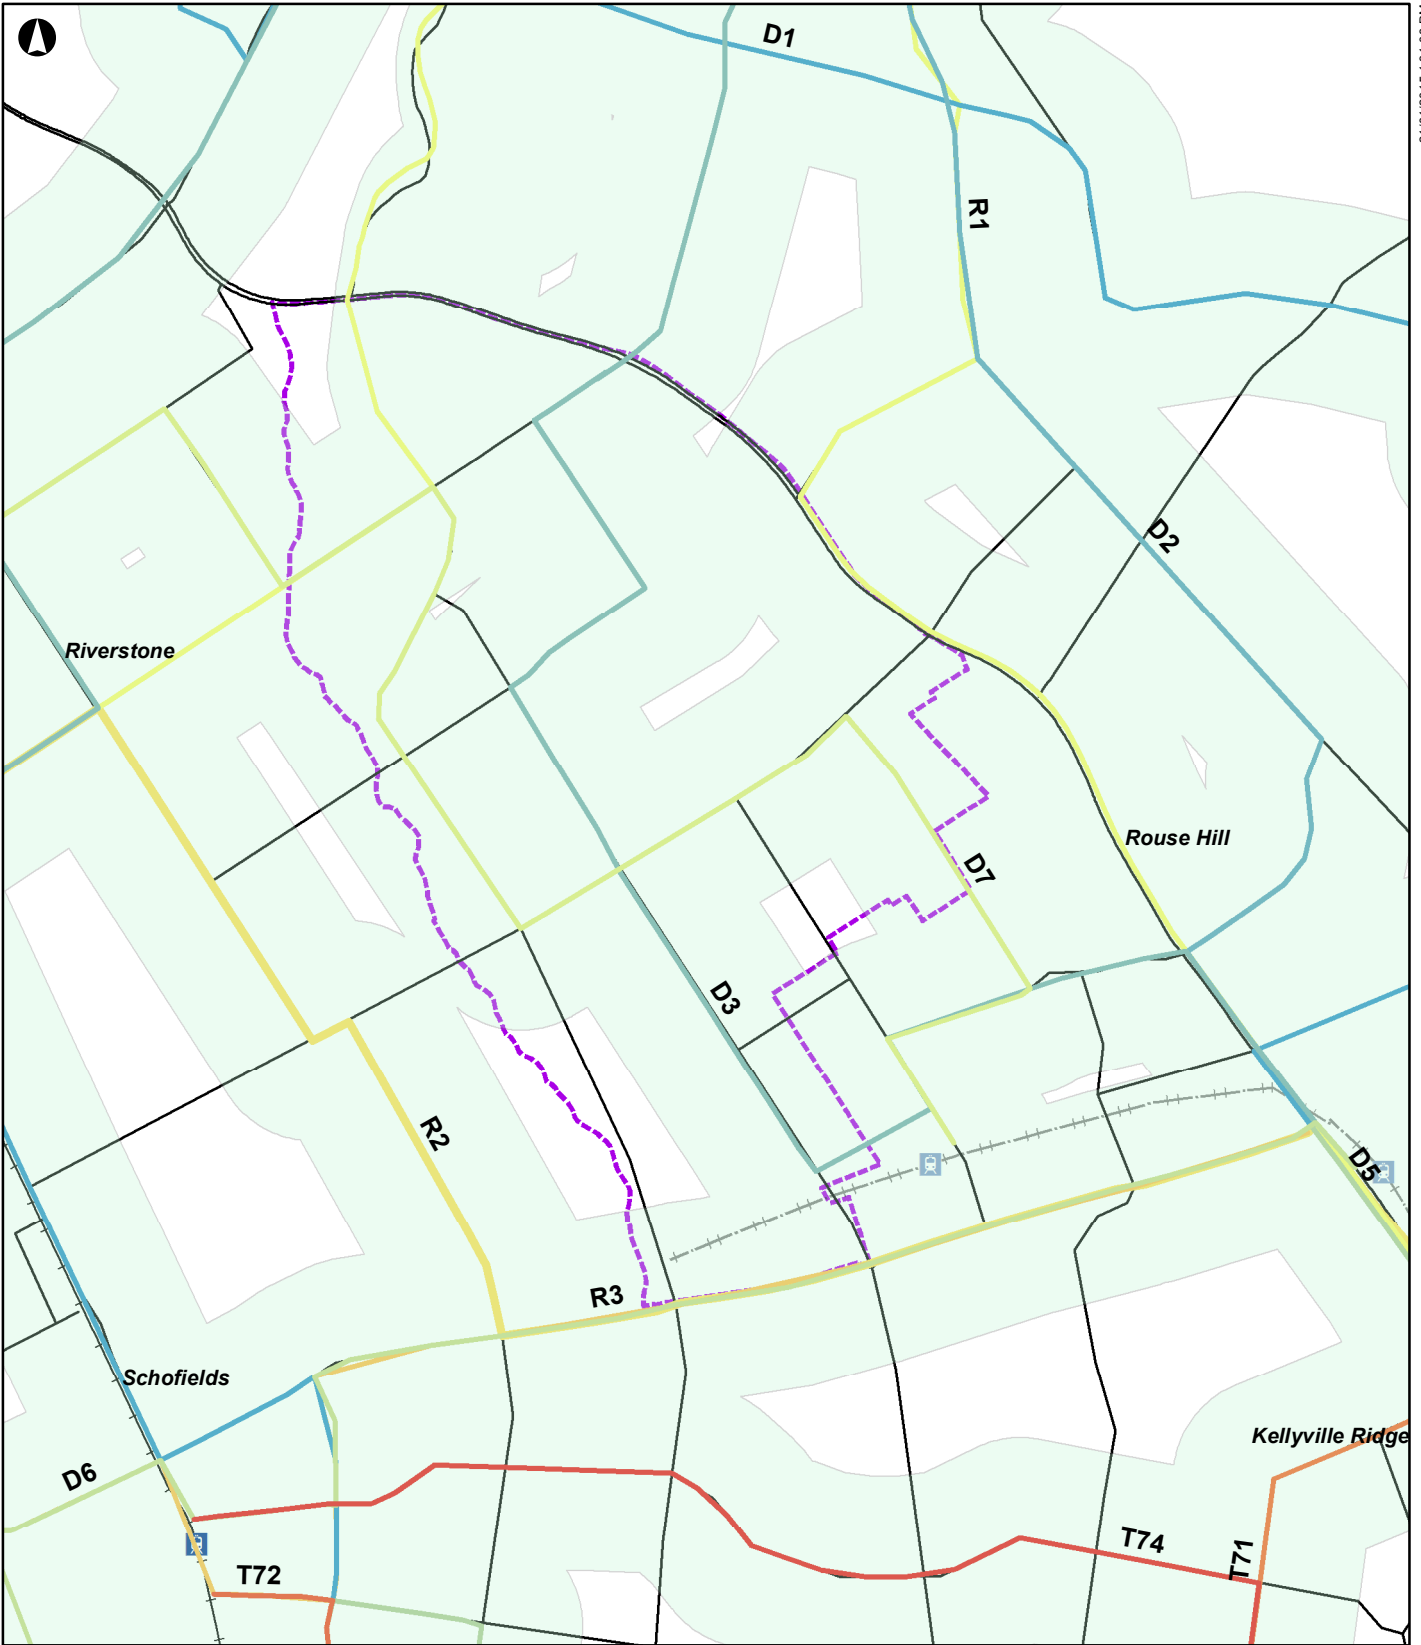 D1
R1
D2
Riverstone
Rouse Hill
D7
D3
R2
D5
R3
Schofields
Kellyville Ridge
D6
T74
T71
T72